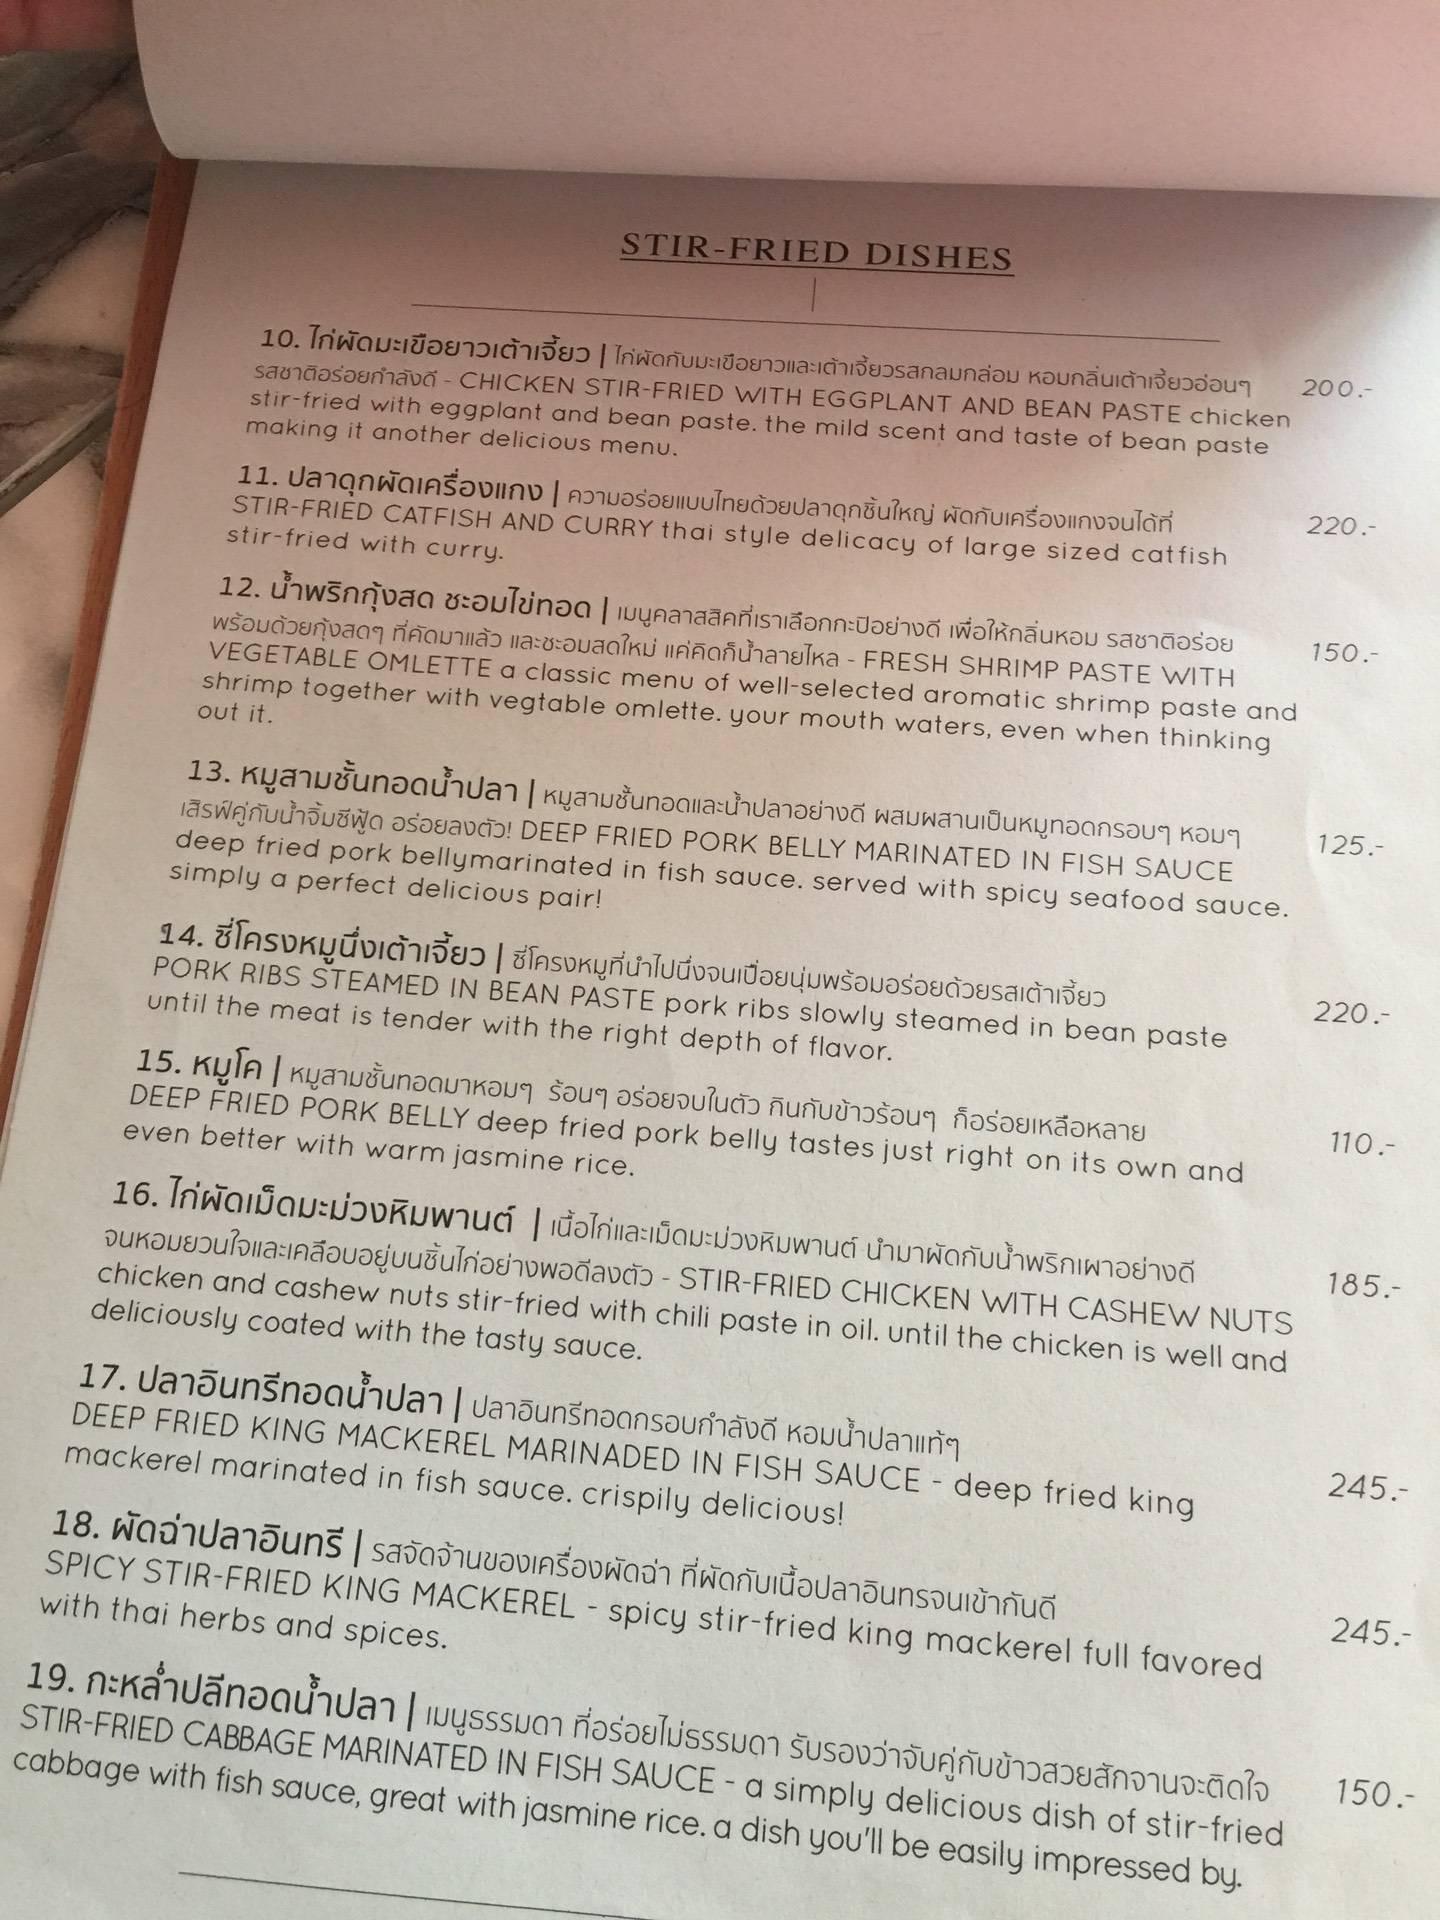 STIR-FRIED DISHES
10. ไก่ผัดมะเขือยาวเต้าเจี้ยว | ไก่ผัดกับมะเขือยาวและเต้าเจี้ยวรสกลมกล่อม หอมกลิ่นเต้าเจี้ยวอ่อนๆ 200.-
รสชาติอร่อยกำลังดี - CHICKEN STIR-FRIED WITH EGGPLANT AND BEAN PASTE chicken
stir-fried with eggplant and bean paste. the mild scent and taste of bean paste
making it another delicious menu.
11. ปลาดุกผัดเครื่องแกง | ความอร่อยแบบไทยด้วยปลาดุกชิ้นใหญ่ ผัดกับเครื่องแกงจนได้ที่ 220.-
STIR-FRIED CATFISH AND CURRY thai style delicacy of large sized catfish
stir-fried with curry.
12. น้ำพริกกุ้งสด ชะอมไข่ทอด | เมนูคลาสสิคที่เราเลือกกะปิอย่างดี เพื่อให้กลิ่นหอม รสชาติอร่อย 150.-
พร้อมด้วยกุ้งสดๆ ที่คัดมาแล้ว และชะอมสดใหม่ แค่คิดก็น้ำลายไหล - FRESH SHRIMP PASTE WITH
VEGETABLE OMLETTE a classic menu of well-selected aromatic shrimp paste and
shrimp together with vegtable omlette. your mouth waters, even when thinking
out it.
13. หมูสามชั้นทอดน้ำปลา | หมูสามชั้นทอดและน้ำปลาอย่างดี ผสมผสานเป็นหมูทอดกรอบๆ หอมๆ 125.-
เสิรฟ์คู่กับน้ำจิ้มซีฟู้ด อร่อยลงตัว! DEEP FRIED PORK BELLY MARINATED IN FISH SAUCE
deep fried pork bellymarinated in fish sauce. served with spicy seafood sauce.
simply a perfect delicious pair!
14. ซี่โครงหมูนึ่งเต้าเจี้ยว | ซี่โครงหมูที่นำไปนึ่งจนเปื่อยนุ่มพร้อมอร่อยด้วยรสเต้าเจี้ยว 220.-
PORK RIBS STEAMED IN BEAN PASTE pork ribs slowly steamed in bean paste
until the meat is tender with the right depth of flavor.
15. หมูโค | หมูสามชั้นทอดมาหอมๆ ร้อนๆ อร่อยจบในตัว กินกับข้าวร้อนๆ ก็อร่อยเหลือหลาย 110.-
DEEP FRIED PORK BELLY deep fried pork belly tastes just right on its own and
even better with warm jasmine rice.
16. ไก่ผัดเม็ดมะม่วงหิมพานต์ | เนื้อไก่และเม็ดมะม่วงหิมพานต์ นำมาผัดกับน้ำพริกเผาอย่างดี 185.-
จนหอมยวนใจและเคลือบอยู่บนชิ้นไก่อย่างพอดีลงตัว - STIR-FRIED CHICKEN WITH CASHEW NUTS
chicken and cashew nuts stir-fried with chili paste in oil. until the chicken is well and
deliciously coated with the tasty sauce.
17. ปลาอินทรีทอดน้ำปลา | ปลาอินทรีทอดกรอบกำลังดี หอมน้ำปลาแท้ๆ 245.-
DEEP FRIED KING MACKEREL MARINADED IN FISH SAUCE - deep fried king
mackerel marinated in fish sauce. crispily delicious!
18. ผัดฉ่าปลาอินทรี | รสจัดจ้านของเครื่องผัดฉ่า ที่ผัดกับเนื้อปลาอินทรจนเข้ากันดี 245.-
SPICY STIR-FRIED KING MACKEREL - spicy stir-fried king mackerel full favored
with thai herbs and spices.
19. กะหล่ำปลีทอดน้ำปลา | เมนูธรรมดา ที่อร่อยไม่ธรรมดา รับรองว่าจับคู่กับข้าวสวยสักจานจะติดใจ 150.-
STIR-FRIED CABBAGE MARINATED IN FISH SAUCE - a simply delicious dish of stir-fried
cabbage with fish sauce, great with jasmine rice. a dish you'll be easily impressed by.